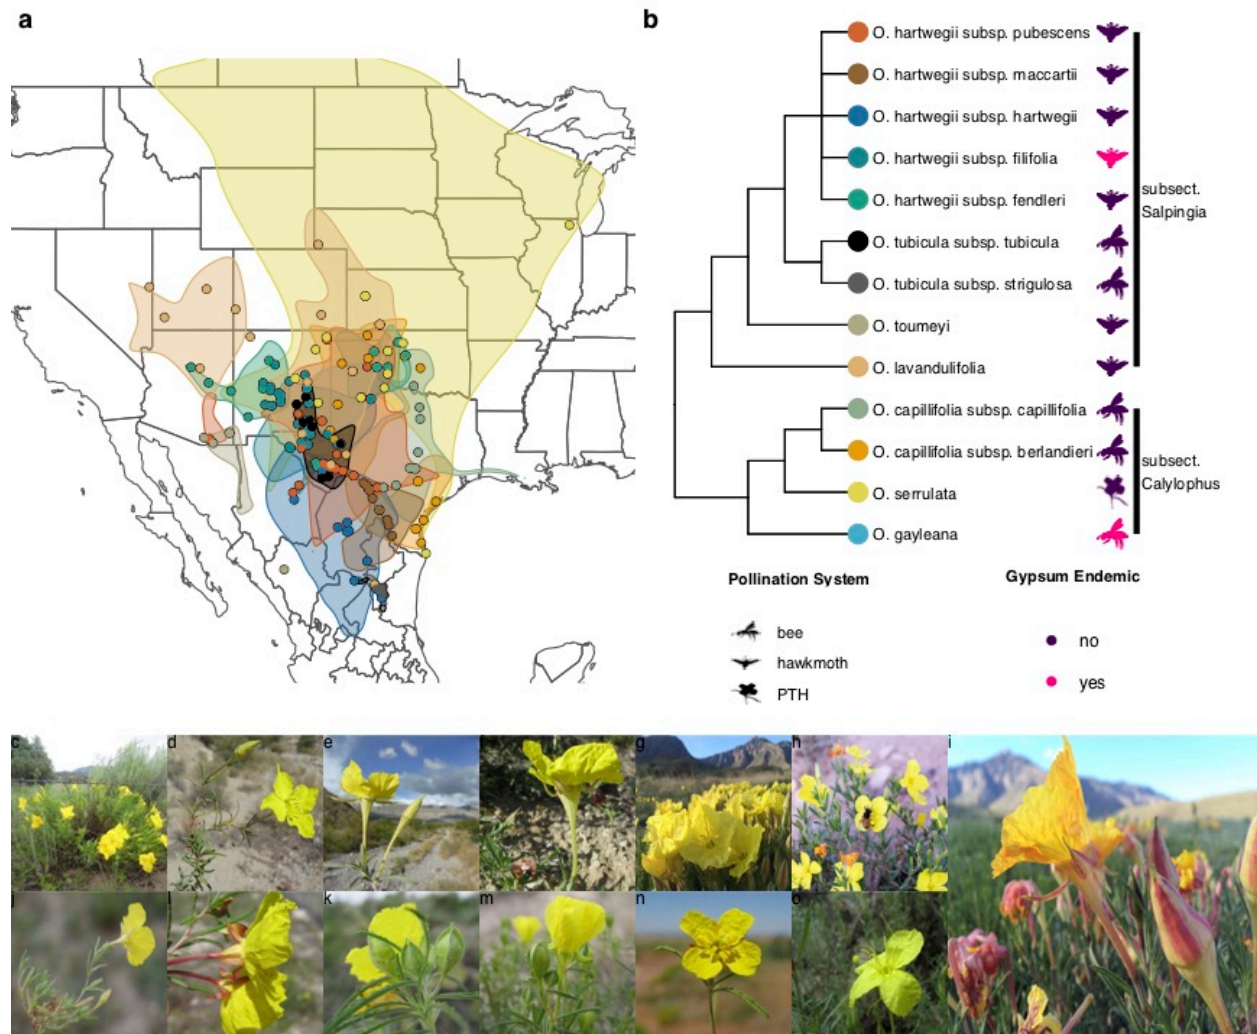 a
b
O. hartwegii subsp. pubescens
O. hartwegii subsp. maccartii
O. hartwegii subsp. hartwegii
O. hartwegii subsp. filifolia
O. hartwegii subsp. fendleri
O. tubicula subsp. tubicula
O. tubicula subsp. strigulosa
O. toumeyi
O. lavandulifolia
subsect.
Salpingia
O. capillifolia subsp. capillifolia
O. capillifolia subsp. berlandieri
O. serrulata
O. gayleana
subsect.
Calylophus
Pollination System
bee
hawkmoth
PTH
Gypsum Endemic
no
yes
c
d
e
f
g
h
i
j
k
l
m
n
o